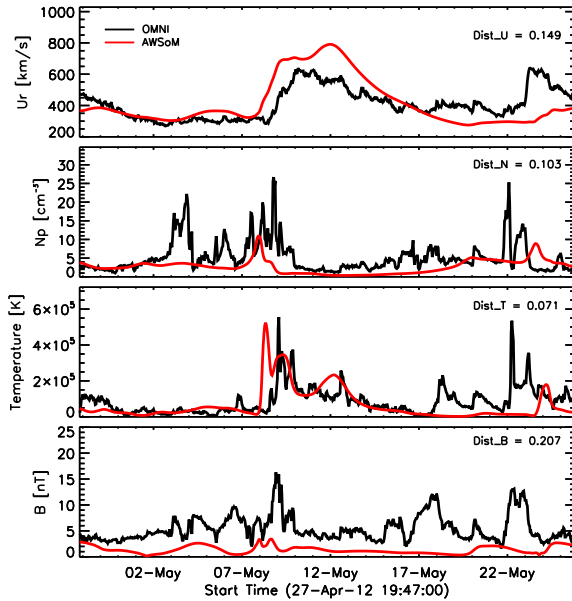 OMNI
AWSoM
Dist_U = 0.149
Ur [km/s]
1000
800
600
400
200
Dist_N = 0.103
Np [cm⁻³]
30
25
20
15
10
5
0
Dist_T = 0.071
Temperature [K]
6×10⁵
4×10⁵
2×10⁵
0
Dist_B = 0.207
B [nT]
25
20
15
10
5
0
02-May 07-May 12-May 17-May 22-May
Start Time (27-Apr-12 19:47:00)